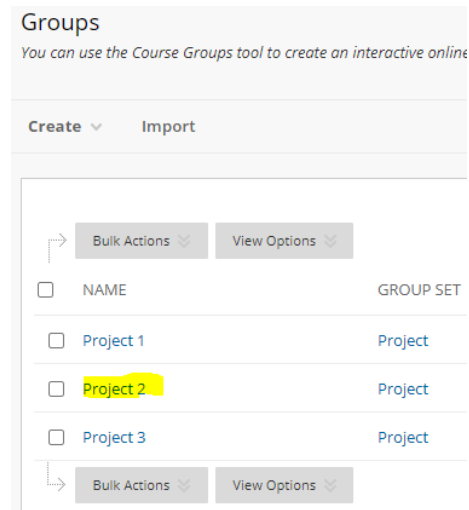 Groups
You can use the Course Groups tool to create an interactive online
Create Import
Bulk Actions View Options
NAME GROUP SET
Project 1 Project
Project 2 Project
Project 3 Project
Bulk Actions View Options